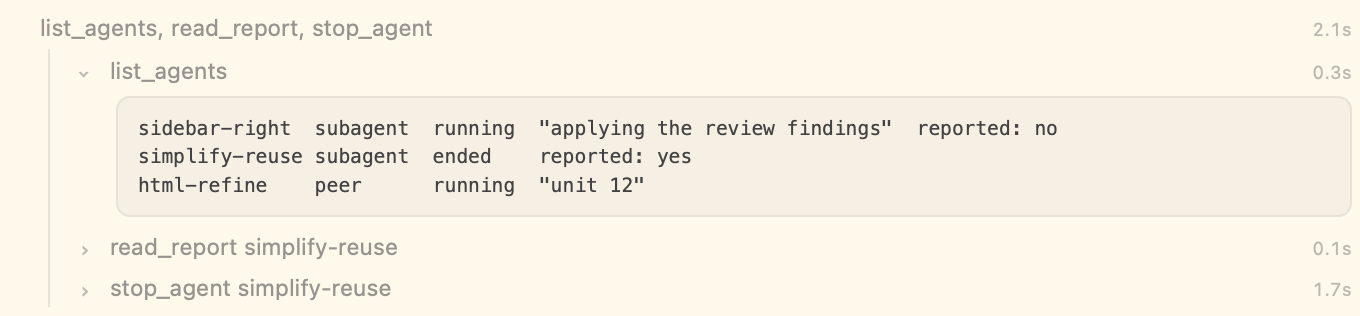 list_agents, read_report, stop_agent 2.1s
list_agents 0.3s
sidebar-right subagent running "applying the review findings" reported: no
simplify-reuse subagent ended reported: yes
html-refine peer running "unit 12"
read_report simplify-reuse 0.1s
stop_agent simplify-reuse 1.7s